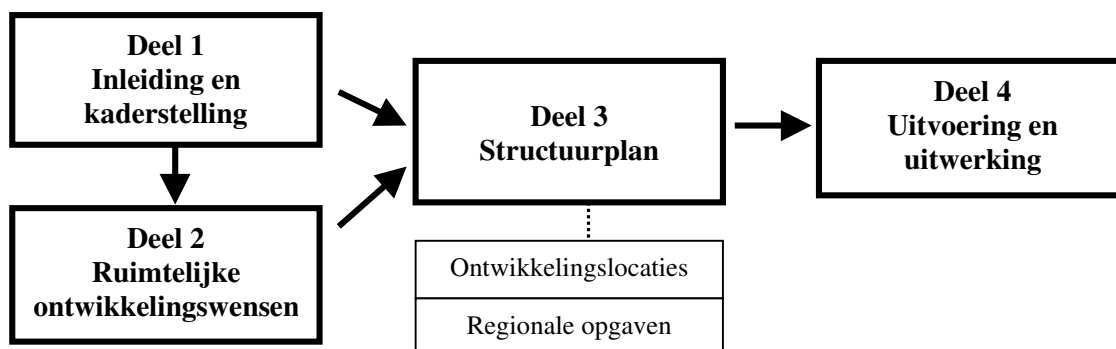 Deel 1
Inleiding en
kaderstelling
Deel 2
Ruimtelijke
ontwikkelingswensen
Deel 3
Structuurplan
Ontwikkelingslocaties
Regionale opgaven
Deel 4
Uitvoering en
uitwerking